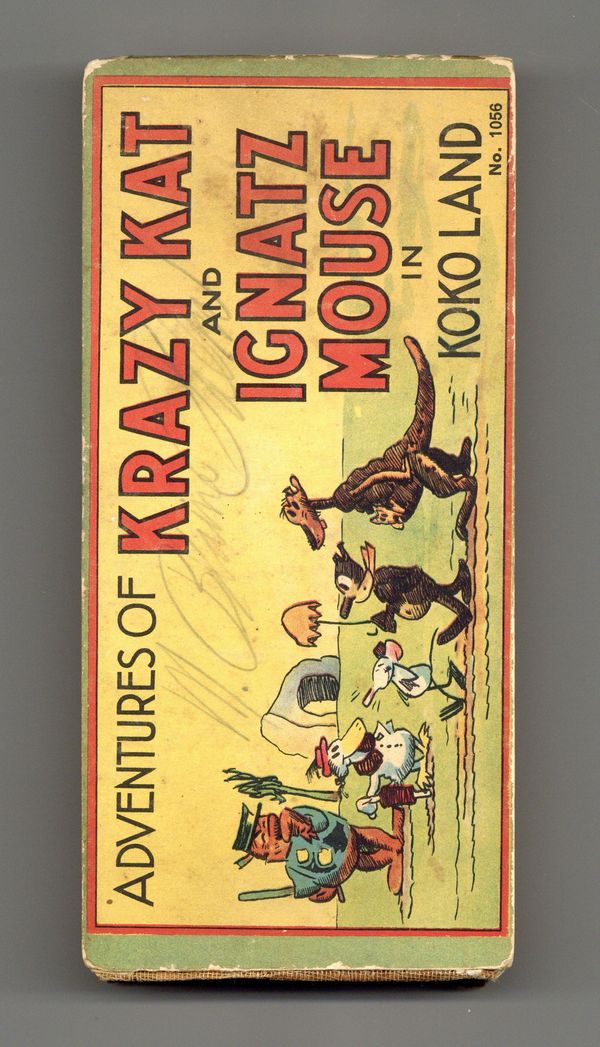 ADVENTURES OF KRAZY KAT
AND
IGNATZ
MOUSE
IN
KOKO LAND
No. 1056